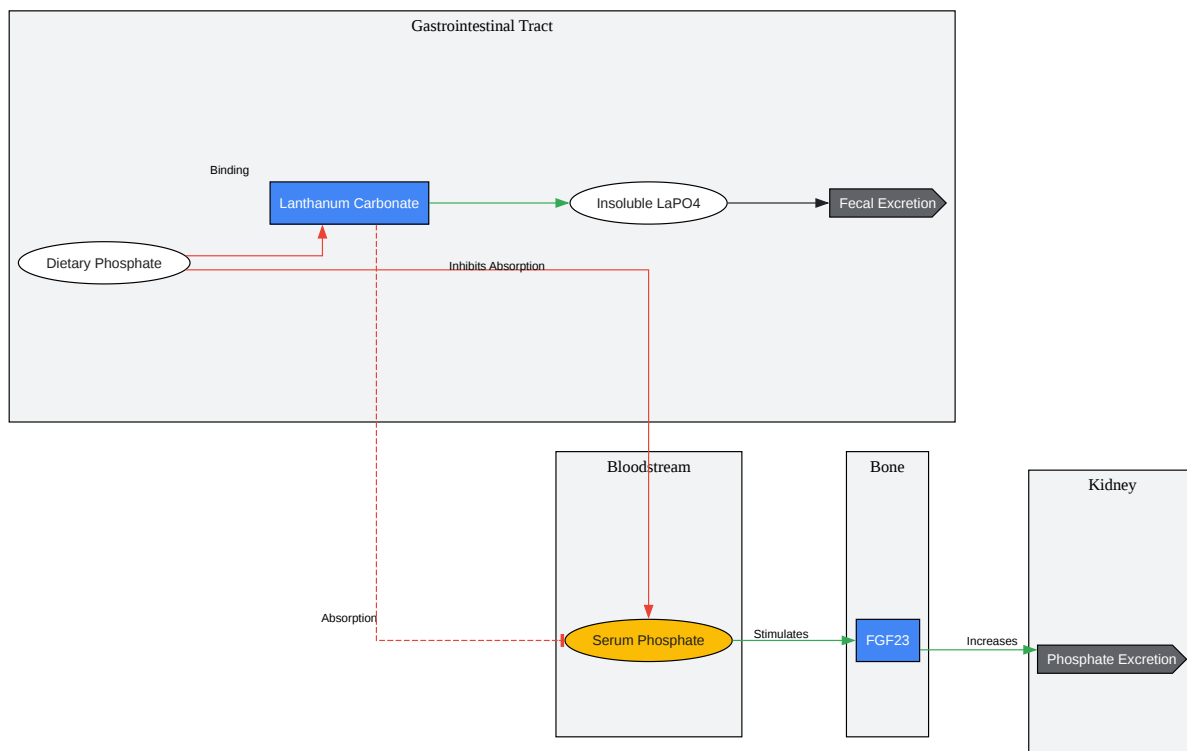 Gastrointestinal Tract
Binding
Lanthanum Carbonate
Insoluble LaPO4
Fecal Excretion
Dietary Phosphate
Inhibits Absorption
Bloodstream
Bone
Kidney
Absorption
Serum Phosphate
Stimulates
FGF23
Increases
Phosphate Excretion